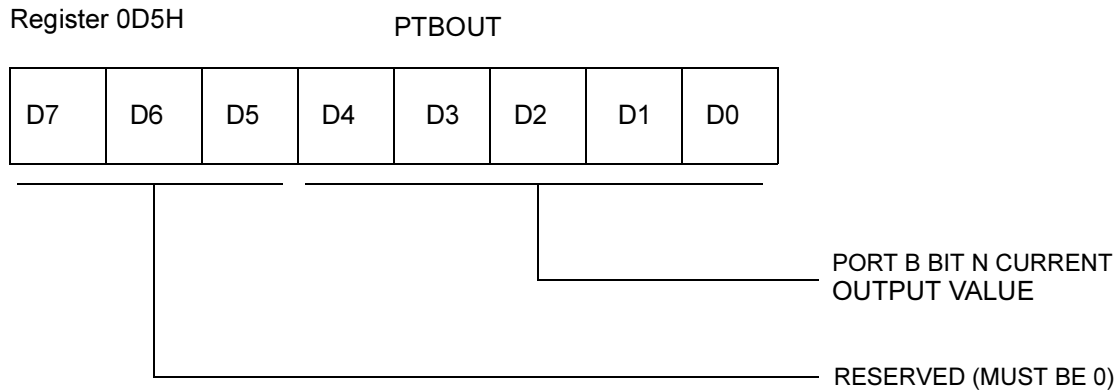 Register 0D5H
PTBOUT
D7 D6 D5 D4 D3 D2 D1 D0
PORT B BIT N CURRENT
OUTPUT VALUE
RESERVED (MUST BE 0)